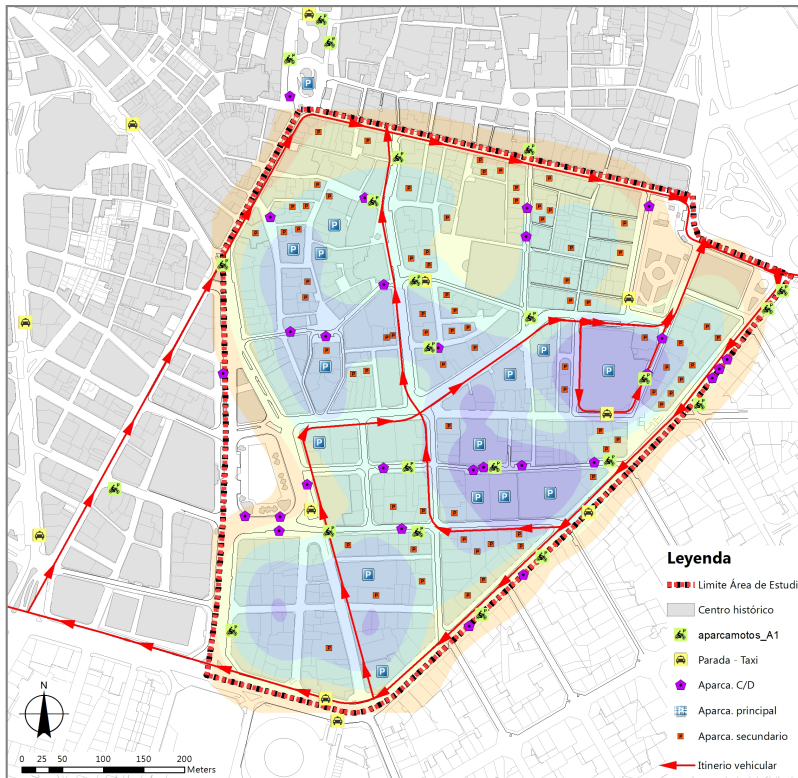 Leyenda
Limite Área de Estudi
Centro histórico
aparcamotos_A1
Parada - Taxi
Aparca. C/D
Aparca. principal
Aparca. secundario
Itinerio vehicular
N
0 25 50 100 150 200
Meters